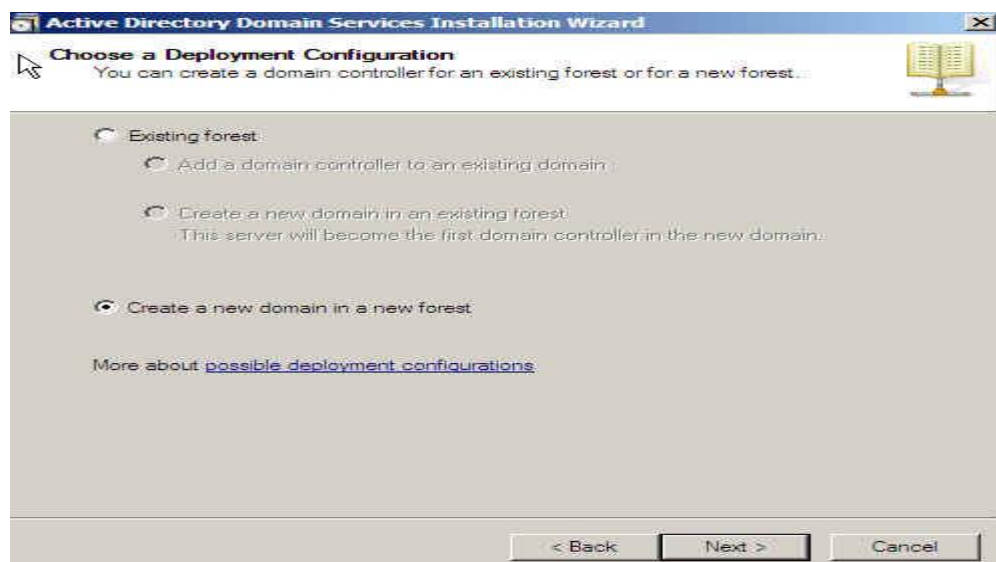 Active Directory Domain Services Installation Wizard
Choose a Deployment Configuration
You can create a domain controller for an existing forest or for a new forest.
Existing forest
Add a domain controller to an existing domain
Create a new domain in an existing forest
This server will become the first domain controller in the new domain.
Create a new domain in a new forest
More about possible deployment configurations
< Back
Next >
Cancel